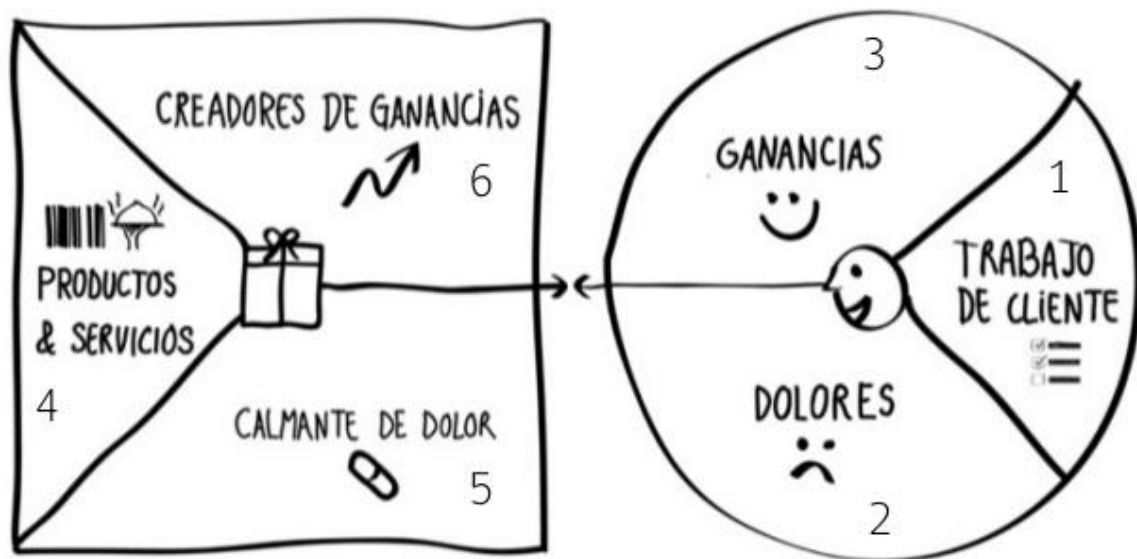 CREADORES DE GANANCIAS
6
PRODUCTOS
& SERVICIOS
4
CALMANTE DE DOLOR
5
3
GANANCIAS
1
TRABAJO
DE CLIENTE
DOLORES
2